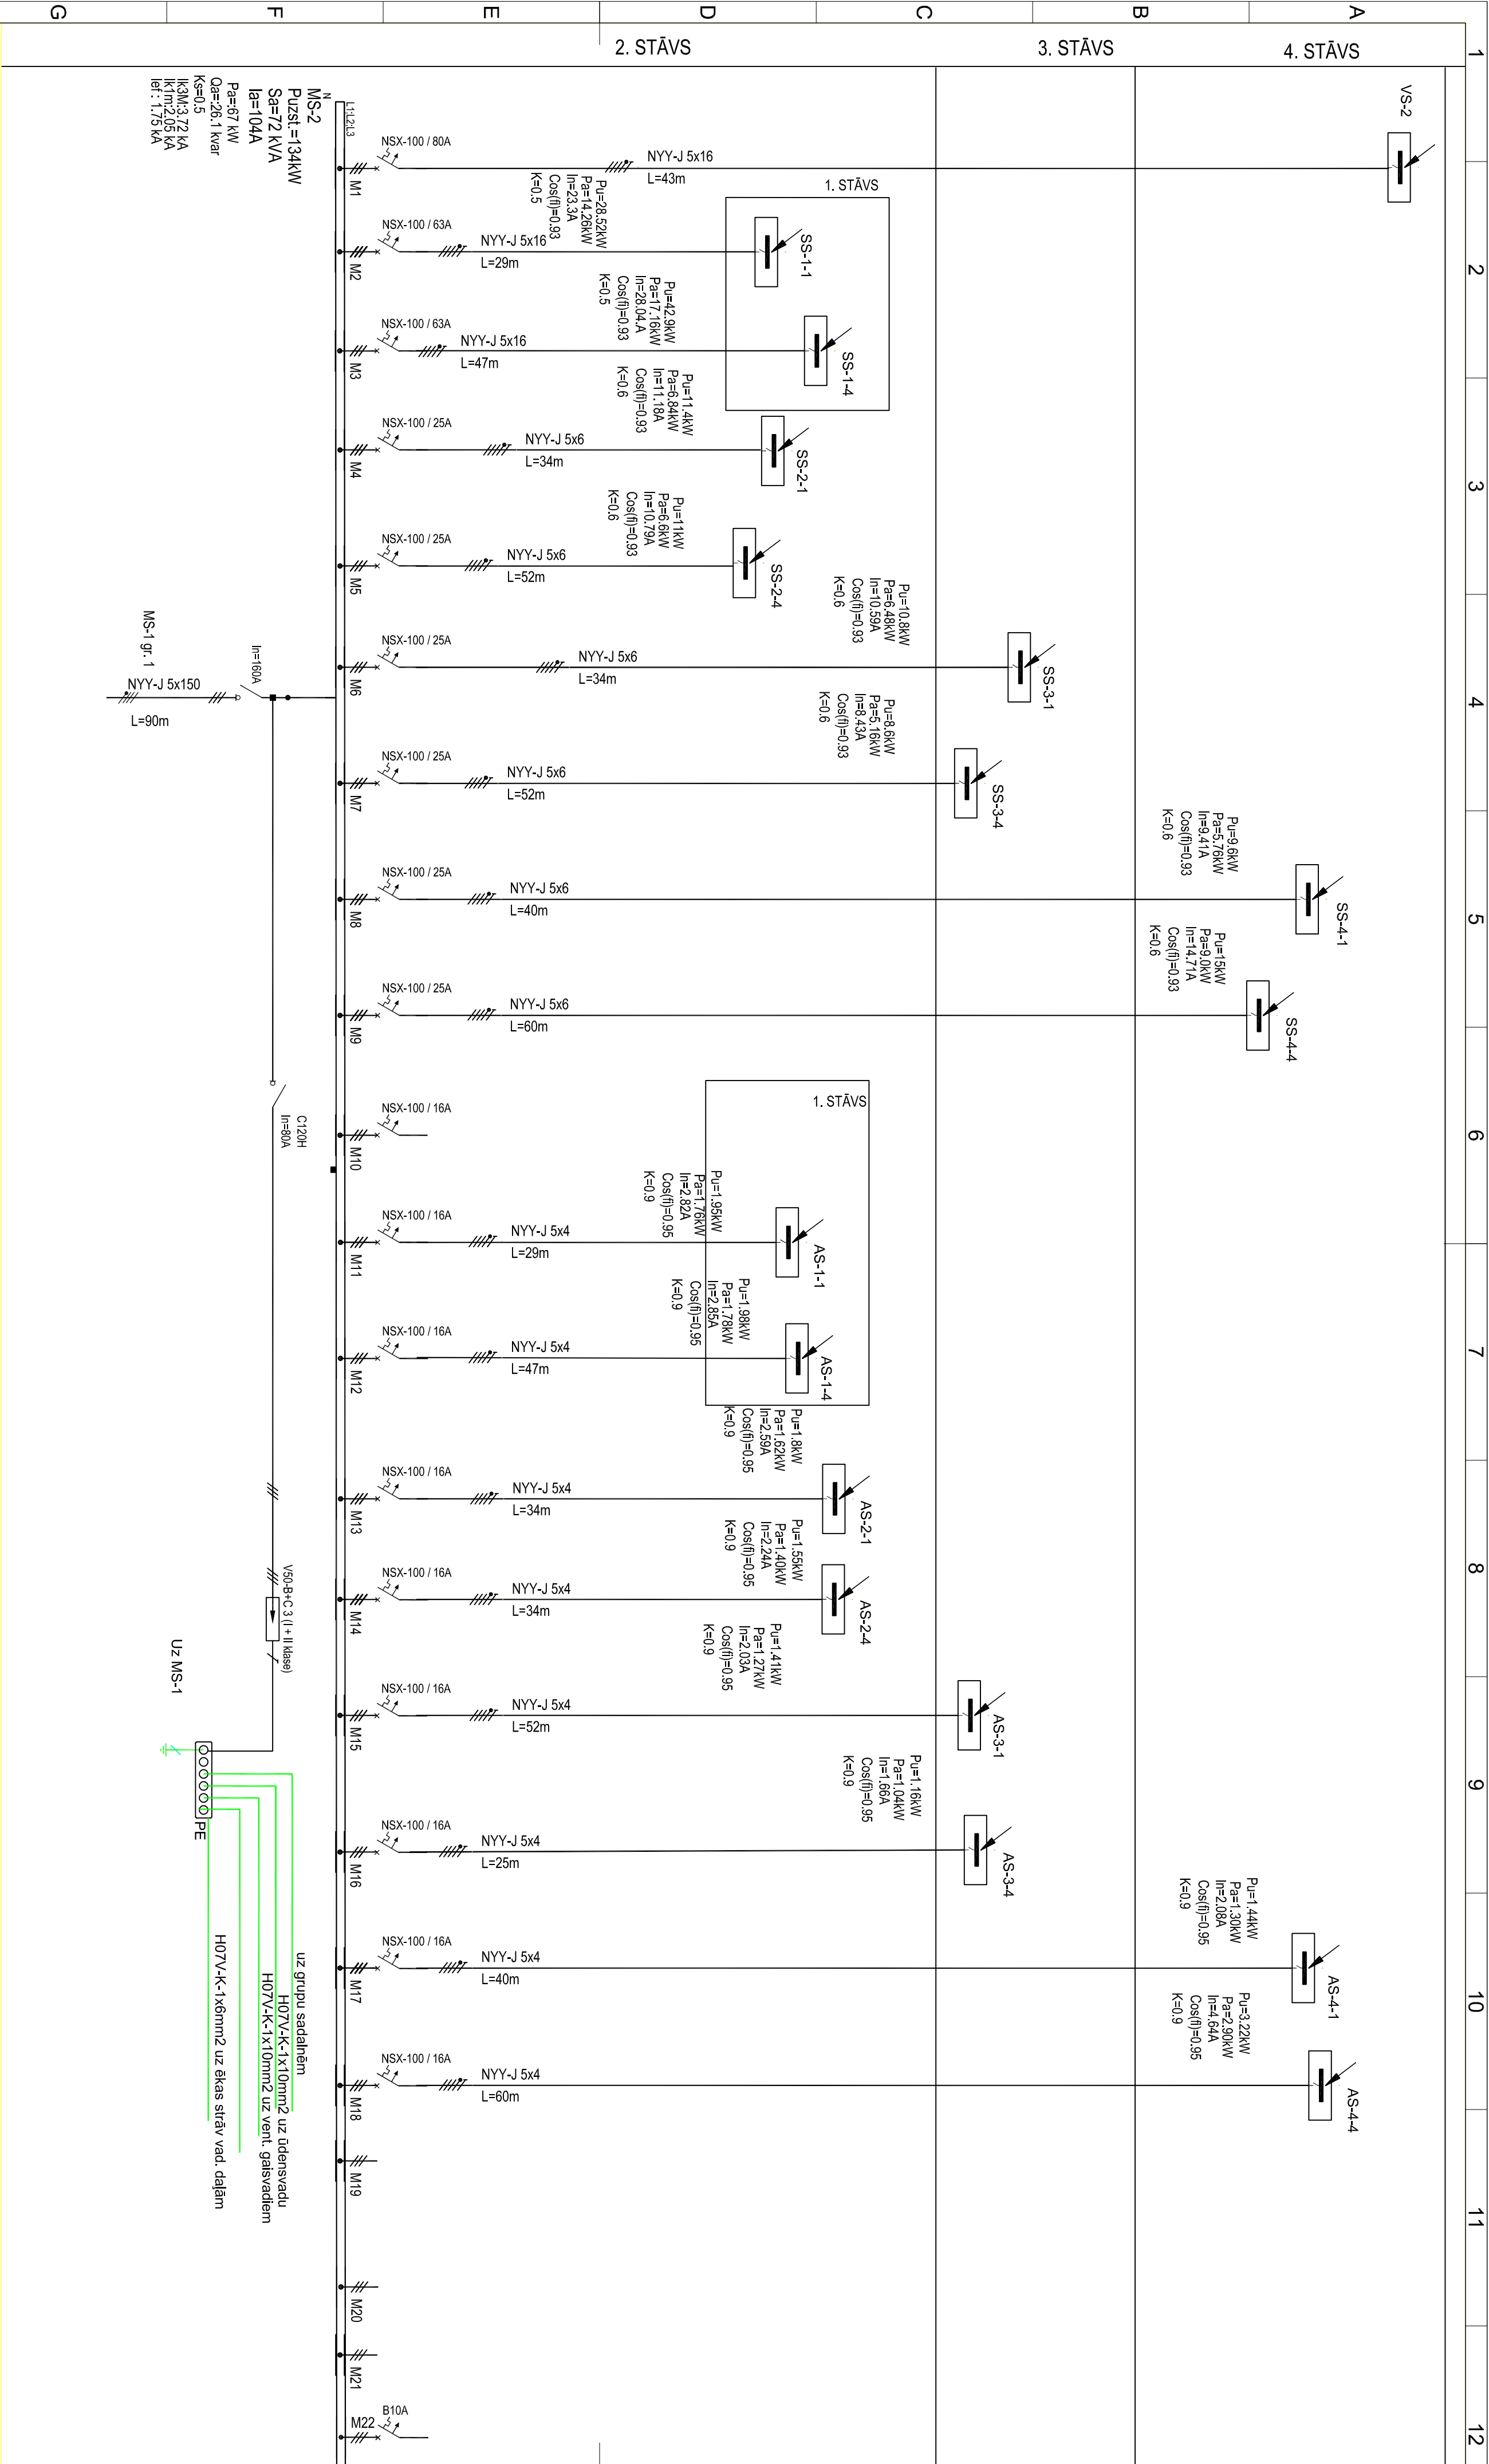 G
F
E
D
C
B
A
1
2
3
4
5
6
7
8
9
10
11
12
2. STĀVS
3. STĀVS
4. STĀVS
MS-2
Puzst.=134kW
Sa=72 kVA
Ia=104A
Pa=:67 kW
Qa=:26.1 kvar
Ks=0.5
Ik3M:3.72 kA
Ik1m:2.05 kA
Ief : 1.75 kA
N
L1;L2;L3
VS-2
NSX-100 / 80A
M1
NYY-J 5x16
L=43m
1. STĀVS
Pu=28.52kW
Pa=14.26kW
In=23.3A
Cos(fi)=0.93
K=0.5
SS-1-1
NSX-100 / 63A
M2
NYY-J 5x16
L=29m
Pu=42.9kW
Pa=17.16kW
In=28.04.A
Cos(fi)=0.93
K=0.5
SS-1-4
NSX-100 / 63A
M3
NYY-J 5x16
L=47m
Pu=11.4kW
Pa=6.84kW
In=11.18A
Cos(fi)=0.93
K=0.6
SS-2-1
NSX-100 / 25A
M4
NYY-J 5x6
L=34m
Pu=11kW
Pa=6.6kW
In=10.79A
Cos(fi)=0.93
K=0.6
SS-2-4
NSX-100 / 25A
M5
NYY-J 5x6
L=52m
Pu=10.8kW
Pa=6.48kW
In=10.59A
Cos(fi)=0.93
K=0.6
SS-3-1
NSX-100 / 25A
M6
NYY-J 5x6
L=34m
MS-1 gr. 1
In=160A
NYY-J 5x150
L=90m
Pu=8.6kW
Pa=5.16kW
In=8.43A
Cos(fi)=0.93
K=0.6
SS-3-4
NSX-100 / 25A
M7
NYY-J 5x6
L=52m
Pu=9.6kW
Pa=5.76kW
In=9.41A
Cos(fi)=0.93
K=0.6
SS-4-1
NSX-100 / 25A
M8
NYY-J 5x6
L=40m
Pu=15kW
Pa=9.0kW
In=14.71A
Cos(fi)=0.93
K=0.6
SS-4-4
NSX-100 / 25A
M9
NYY-J 5x6
L=60m
C120H
In=80A
NSX-100 / 16A
M10
1. STĀVS
Pu=1.95kW
Pa=1.76kW
In=2.82A
Cos(fi)=0.95
K=0.9
AS-1-1
NSX-100 / 16A
M11
NYY-J 5x4
L=29m
Pu=1.98kW
Pa=1.78kW
In=2.85A
Cos(fi)=0.95
K=0.9
AS-1-4
NSX-100 / 16A
M12
NYY-J 5x4
L=47m
Pu=1.8kW
Pa=1.62kW
In=2.59A
Cos(fi)=0.95
K=0.9
AS-2-1
NSX-100 / 16A
M13
NYY-J 5x4
L=34m
Pu=1.55kW
Pa=1.40kW
In=2.24A
Cos(fi)=0.95
K=0.9
AS-2-4
NSX-100 / 16A
M14
NYY-J 5x4
L=34m
V50-B+C 3 (I + II klase)
Pu=1.41kW
Pa=1.27kW
In=2.03A
Cos(fi)=0.95
K=0.9
AS-3-1
NSX-100 / 16A
M15
NYY-J 5x4
L=52m
Uz MS-1
PE
Pu=1.16kW
Pa=1.04kW
In=1.66A
Cos(fi)=0.95
K=0.9
AS-3-4
NSX-100 / 16A
M16
NYY-J 5x4
L=25m
Pu=1.44kW
Pa=1.30kW
In=2.08A
Cos(fi)=0.95
K=0.9
AS-4-1
NSX-100 / 16A
M17
NYY-J 5x4
L=40m
Pu=3.22kW
Pa=2.90kW
In=4.64A
Cos(fi)=0.95
K=0.9
AS-4-4
NSX-100 / 16A
M18
NYY-J 5x4
L=60m
uz grupu sadalnēm
H07V-K-1x10mm2 uz ūdensvadu
H07V-K-1x10mm2 uz vent. gaisvadiem
H07V-K-1x6mm2 uz ēkas strāv vad. daļām
M19
M20
M21
B10A
M22